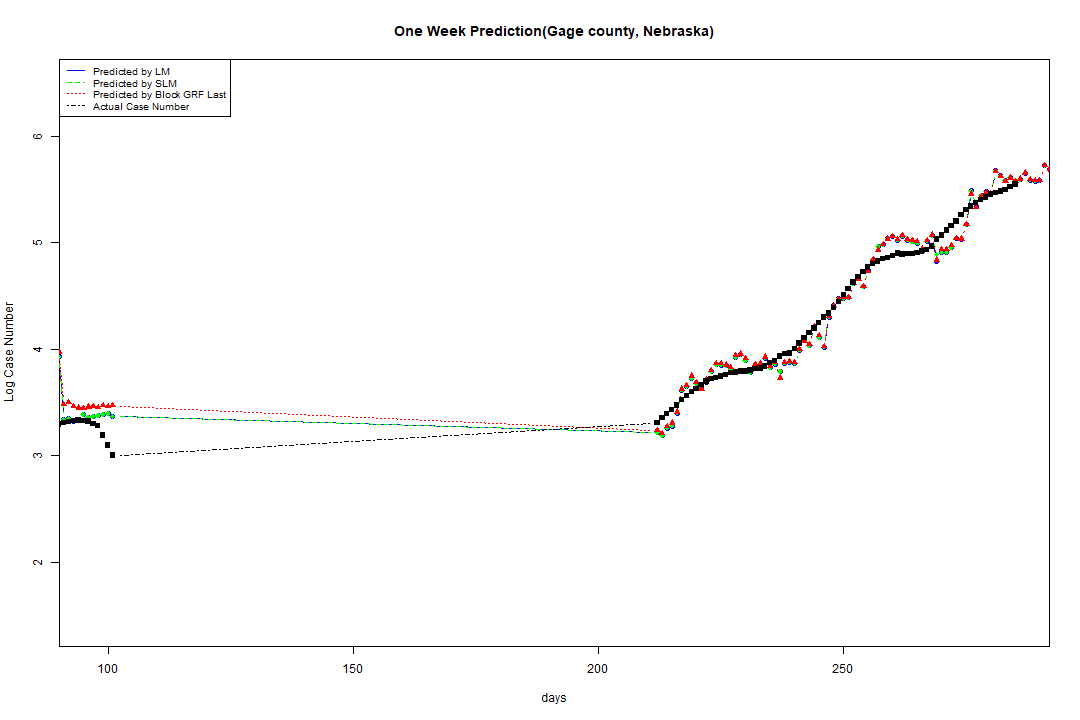 One Week Prediction(Gage county, Nebraska)
Predicted by LM
Predicted by SLM
Predicted by Block GRF Last
Actual Case Number
6
5
4
3
2
Log Case Number
100 150 200 250
days